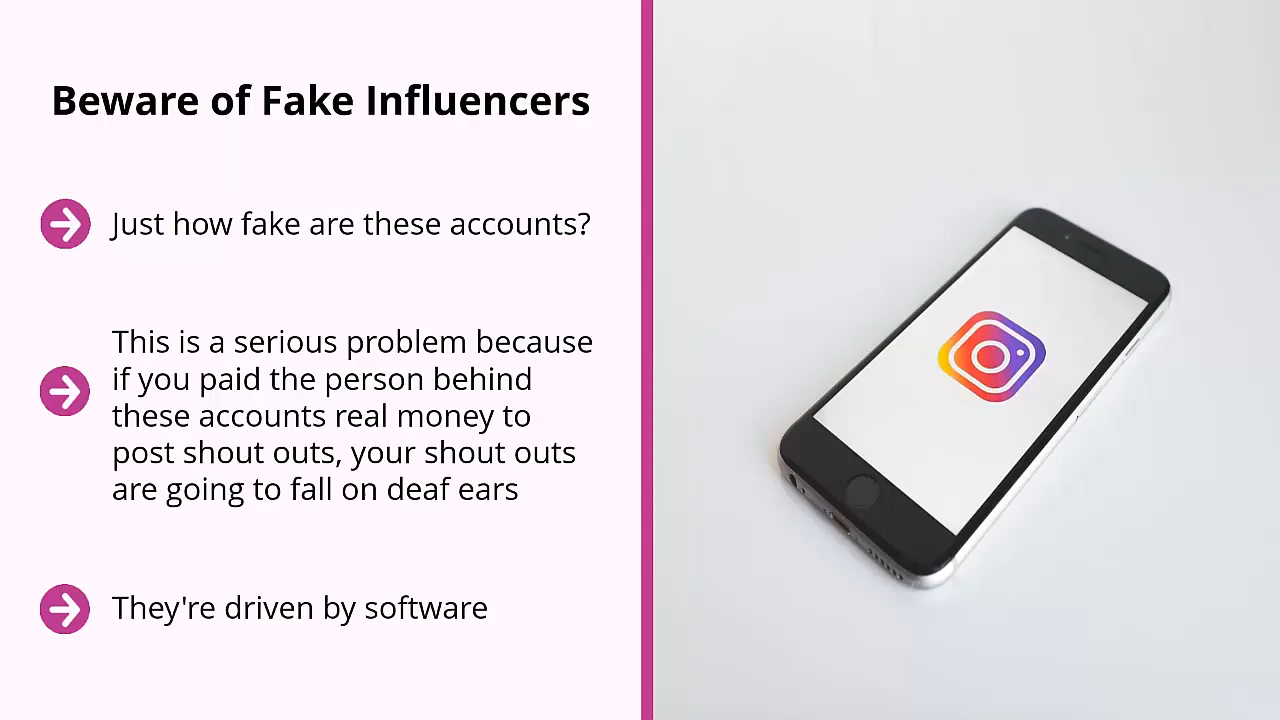 Beware of Fake Influencers
Just how fake are these accounts?
This is a serious problem because
if you paid the person behind
these accounts real money to
post shout outs, your shout outs
are going to fall on deaf ears
They're driven by software